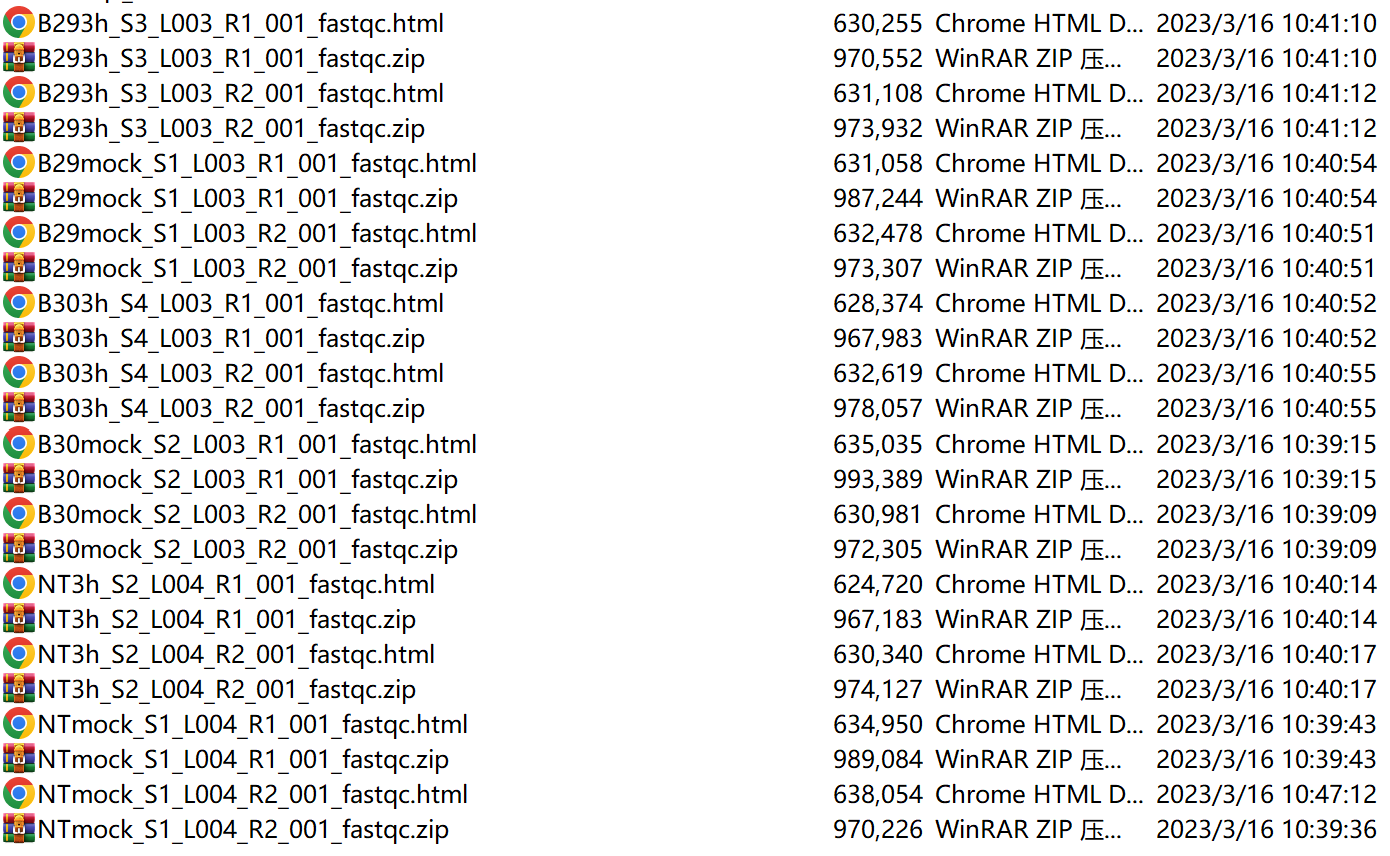 B293h_S3_L003_R1_001_fastqc.html 630,255 Chrome HTML D... 2023/3/16 10:41:10
B293h_S3_L003_R1_001_fastqc.zip 970,552 WinRAR ZIP 压... 2023/3/16 10:41:10
B293h_S3_L003_R2_001_fastqc.html 631,108 Chrome HTML D... 2023/3/16 10:41:12
B293h_S3_L003_R2_001_fastqc.zip 973,932 WinRAR ZIP 压... 2023/3/16 10:41:12
B29mock_S1_L003_R1_001_fastqc.html 631,058 Chrome HTML D... 2023/3/16 10:40:54
B29mock_S1_L003_R1_001_fastqc.zip 987,244 WinRAR ZIP 压... 2023/3/16 10:40:54
B29mock_S1_L003_R2_001_fastqc.html 632,478 Chrome HTML D... 2023/3/16 10:40:51
B29mock_S1_L003_R2_001_fastqc.zip 973,307 WinRAR ZIP 压... 2023/3/16 10:40:51
B303h_S4_L003_R1_001_fastqc.html 628,374 Chrome HTML D... 2023/3/16 10:40:52
B303h_S4_L003_R1_001_fastqc.zip 967,983 WinRAR ZIP 压... 2023/3/16 10:40:52
B303h_S4_L003_R2_001_fastqc.html 632,619 Chrome HTML D... 2023/3/16 10:40:55
B303h_S4_L003_R2_001_fastqc.zip 978,057 WinRAR ZIP 压... 2023/3/16 10:40:55
B30mock_S2_L003_R1_001_fastqc.html 635,035 Chrome HTML D... 2023/3/16 10:39:15
B30mock_S2_L003_R1_001_fastqc.zip 993,389 WinRAR ZIP 压... 2023/3/16 10:39:15
B30mock_S2_L003_R2_001_fastqc.html 630,981 Chrome HTML D... 2023/3/16 10:39:09
B30mock_S2_L003_R2_001_fastqc.zip 972,305 WinRAR ZIP 压... 2023/3/16 10:39:09
NT3h_S2_L004_R1_001_fastqc.html 624,720 Chrome HTML D... 2023/3/16 10:40:14
NT3h_S2_L004_R1_001_fastqc.zip 967,183 WinRAR ZIP 压... 2023/3/16 10:40:14
NT3h_S2_L004_R2_001_fastqc.html 630,340 Chrome HTML D... 2023/3/16 10:40:17
NT3h_S2_L004_R2_001_fastqc.zip 974,127 WinRAR ZIP 压... 2023/3/16 10:40:17
NTmock_S1_L004_R1_001_fastqc.html 634,950 Chrome HTML D... 2023/3/16 10:39:43
NTmock_S1_L004_R1_001_fastqc.zip 989,084 WinRAR ZIP 压... 2023/3/16 10:39:43
NTmock_S1_L004_R2_001_fastqc.html 638,054 Chrome HTML D... 2023/3/16 10:47:12
NTmock_S1_L004_R2_001_fastqc.zip 970,226 WinRAR ZIP 压... 2023/3/16 10:39:36